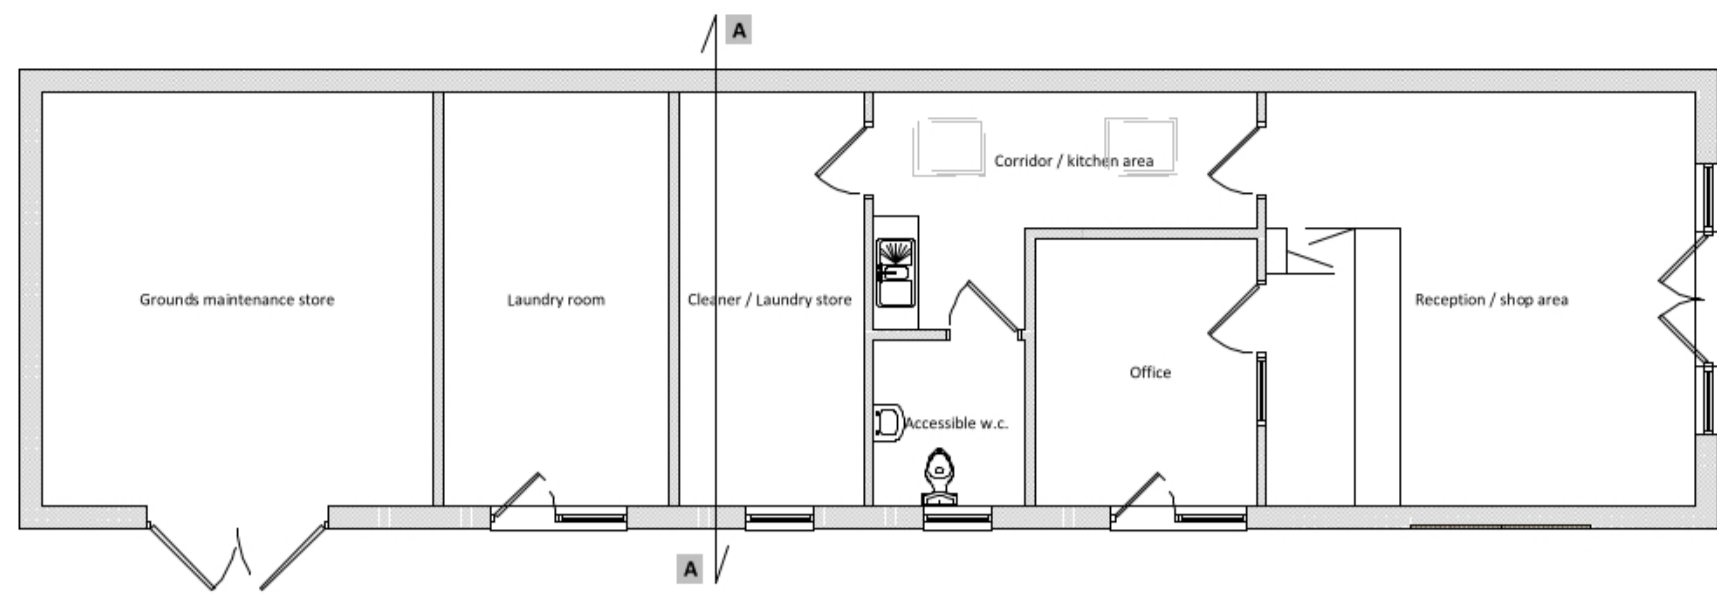 A
Corridor / kitchen area
Grounds maintenance store
Laundry room
Cleaner / Laundry store
Reception / shop area
Office
Accessible w.c.
A